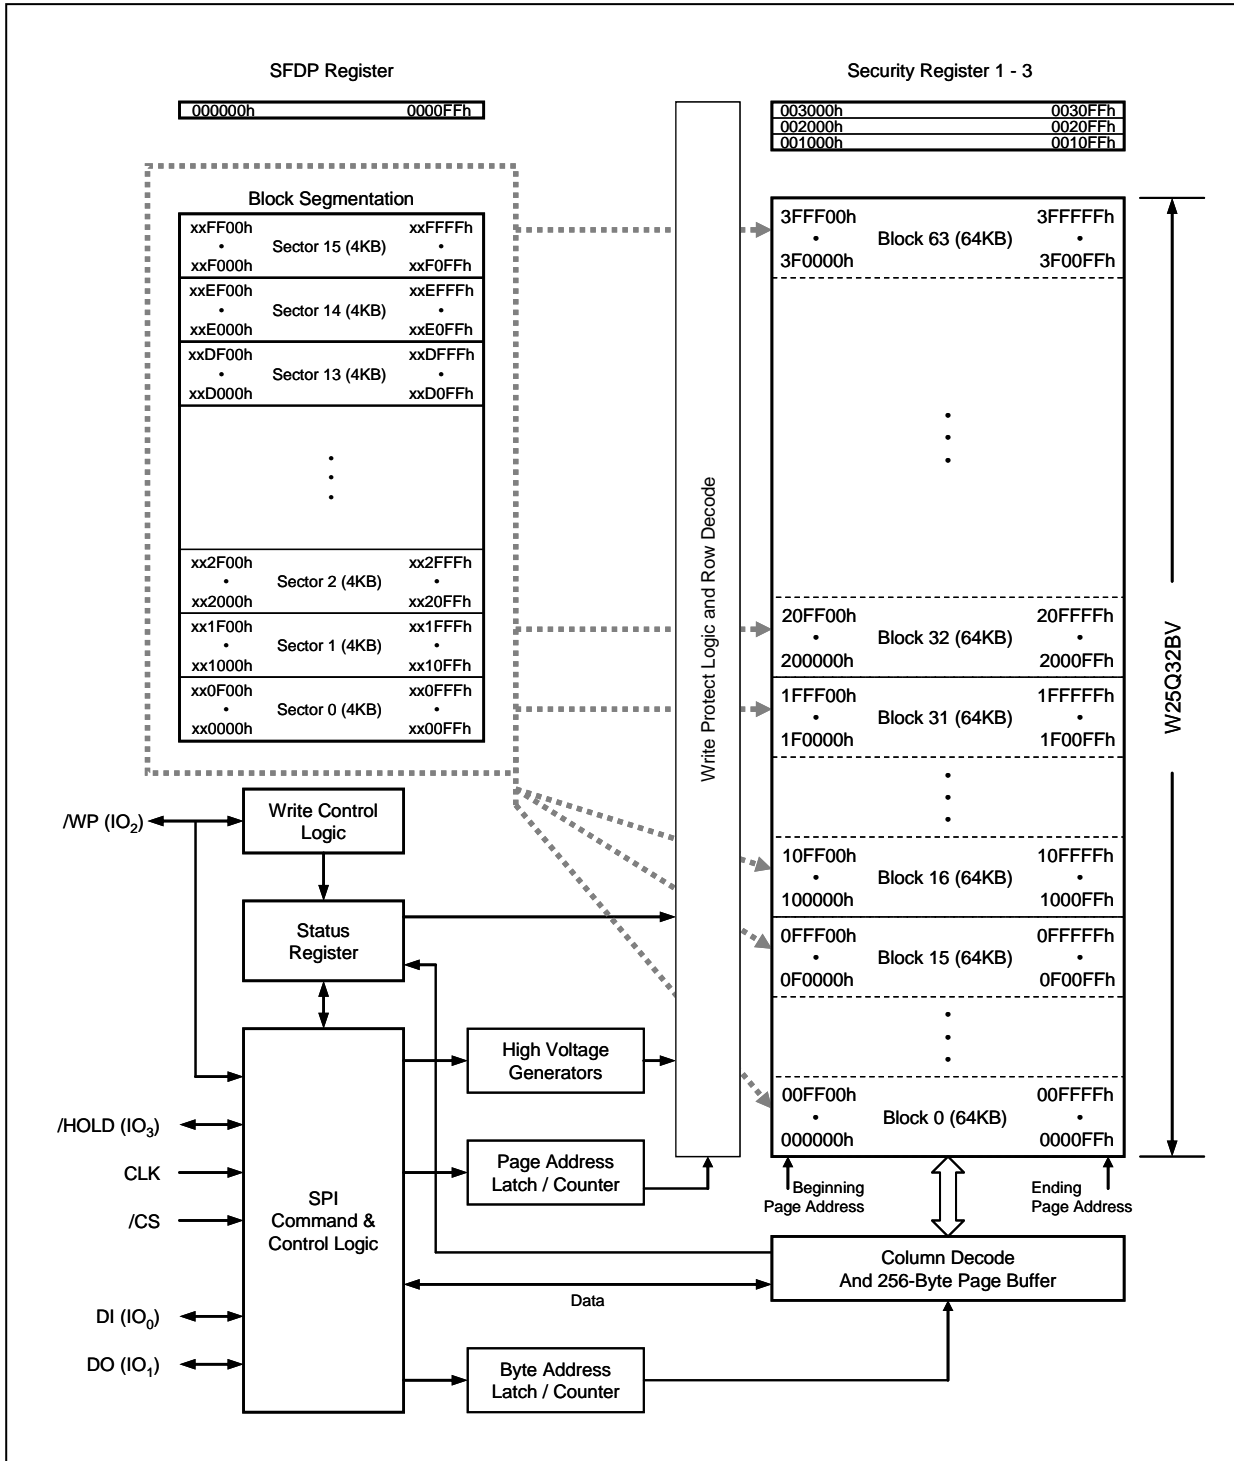 SFDP Register
000000h 0000FFh
Security Register 1 - 3
003000h 0030FFh
002000h 0020FFh
001000h 0010FFh
Block Segmentation
xxFF00h xxFFFFh
• Sector 15 (4KB) •
xxF000h xxF0FFh
xxEF00h xxEFFFh
• Sector 14 (4KB) •
xxE000h xxE0FFh
xxDF00h xxDFFFh
• Sector 13 (4KB) •
xxD000h xxD0FFh
xx2F00h xx2FFFh
• Sector 2 (4KB) •
xx2000h xx20FFh
xx1F00h xx1FFFh
• Sector 1 (4KB) •
xx1000h xx10FFh
xx0F00h xx0FFFh
• Sector 0 (4KB) •
xx0000h xx00FFh
Write Protect Logic and Row Decode
3FFF00h 3FFFFFh
• Block 63 (64KB) •
3F0000h 3F00FFh
20FF00h 20FFFFh
• Block 32 (64KB) •
200000h 2000FFh
1FFF00h 1FFFFFh
• Block 31 (64KB) •
1F0000h 1F00FFh
10FF00h 10FFFFh
• Block 16 (64KB) •
100000h 1000FFh
0FFF00h 0FFFFFh
• Block 15 (64KB) •
0F0000h 0F00FFh
00FF00h 00FFFFh
• Block 0 (64KB) •
000000h 0000FFh
W25Q32BV
Beginning
Page Address
Ending
Page Address
/WP (IO2)
Write Control
Logic
Status
Register
/HOLD (IO3)
CLK
/CS
DI (IO0)
DO (IO1)
SPI
Command &
Control Logic
High Voltage
Generators
Page Address
Latch / Counter
Column Decode
And 256-Byte Page Buffer
Data
Byte Address
Latch / Counter